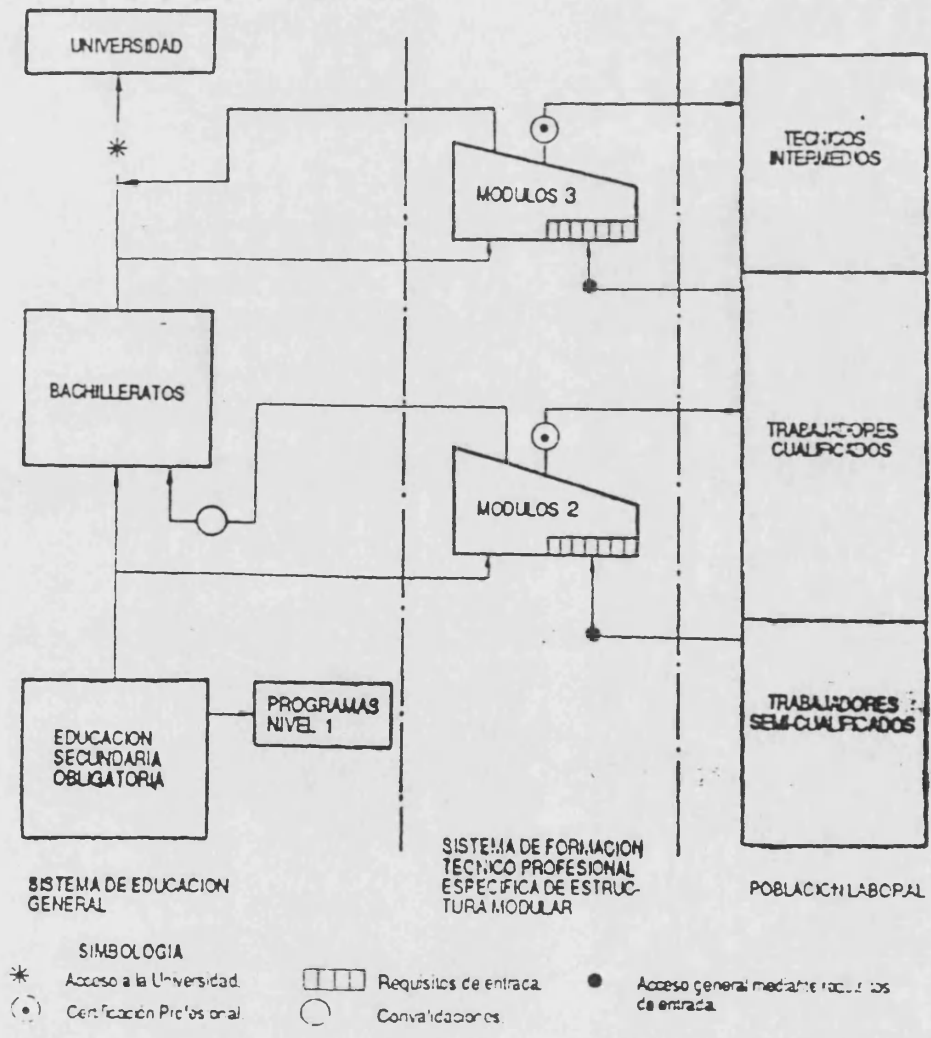 UNIVERSIDAD
TECNICOS
INTERMEDIOS
MODULOS 3
BACHILLERATOS
TRABAJADORES
CUALIFICADOS
MODULOS 2
PROGRAMAS
NIVEL 1
EDUCACION
SECUNDARIA
OBLIGATORIA
TRABAJADORES
SEMI-CUALIFICADOS
SISTEMA DE EDUCACION
GENERAL
SISTEMA DE FORMACION
TECNICO PROFESIONAL
ESPECIFICA DE ESTRUC-
TURA MODULAR
POBLACION LABORAL
SIMBOLOGIA
Acceso a la Universidad.
Requisitos de entrada
Acceso general mediante requisitos
de entrada.
Certificación Profesional.
Convalidaciones.